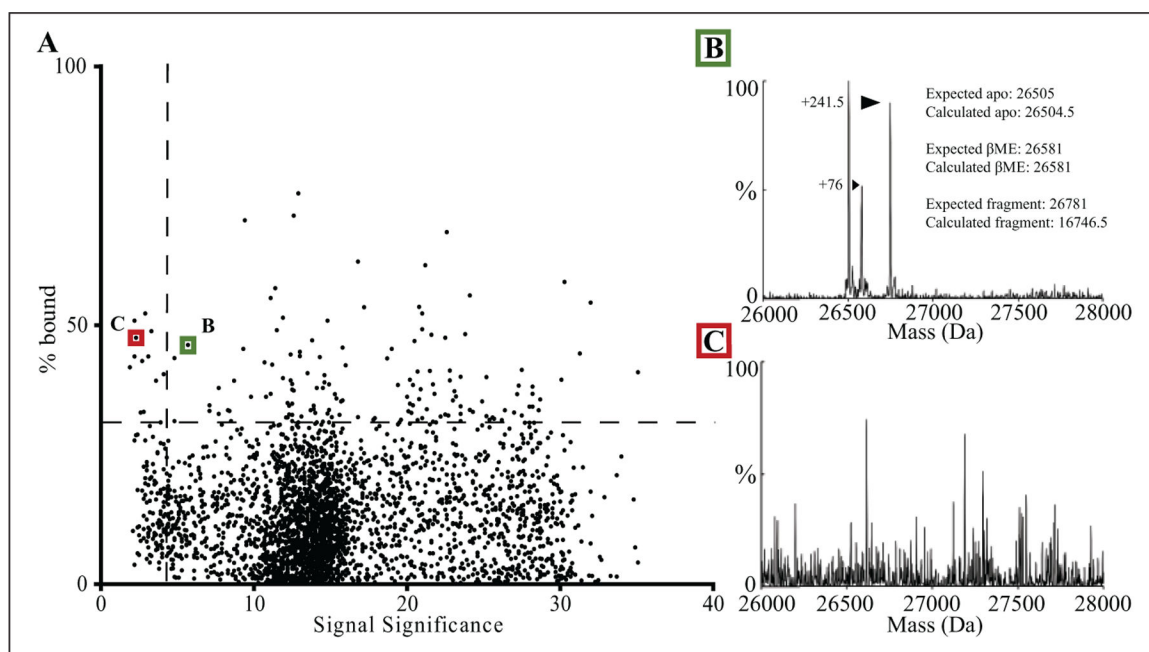 A
100
50
0
% bound
C
B
0
10
20
30
40
Signal Significance
B
100
%
0
+241.5
+76
Expected apo: 26505
Calculated apo: 26504.5
Expected βME: 26581
Calculated βME: 26581
Expected fragment: 26781
Calculated fragment: 16746.5
26000
26500
27000
27500
28000
Mass (Da)
C
100
%
0
26000
26500
27000
27500
28000
Mass (Da)